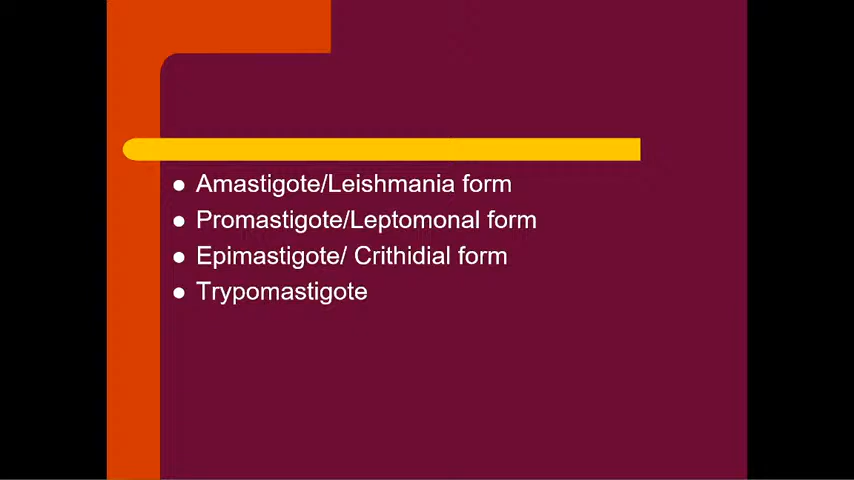 Amastigote/Leishmania form
Promastigote/Leptomonal form
Epimastigote/ Crithidial form
Trypomastigote